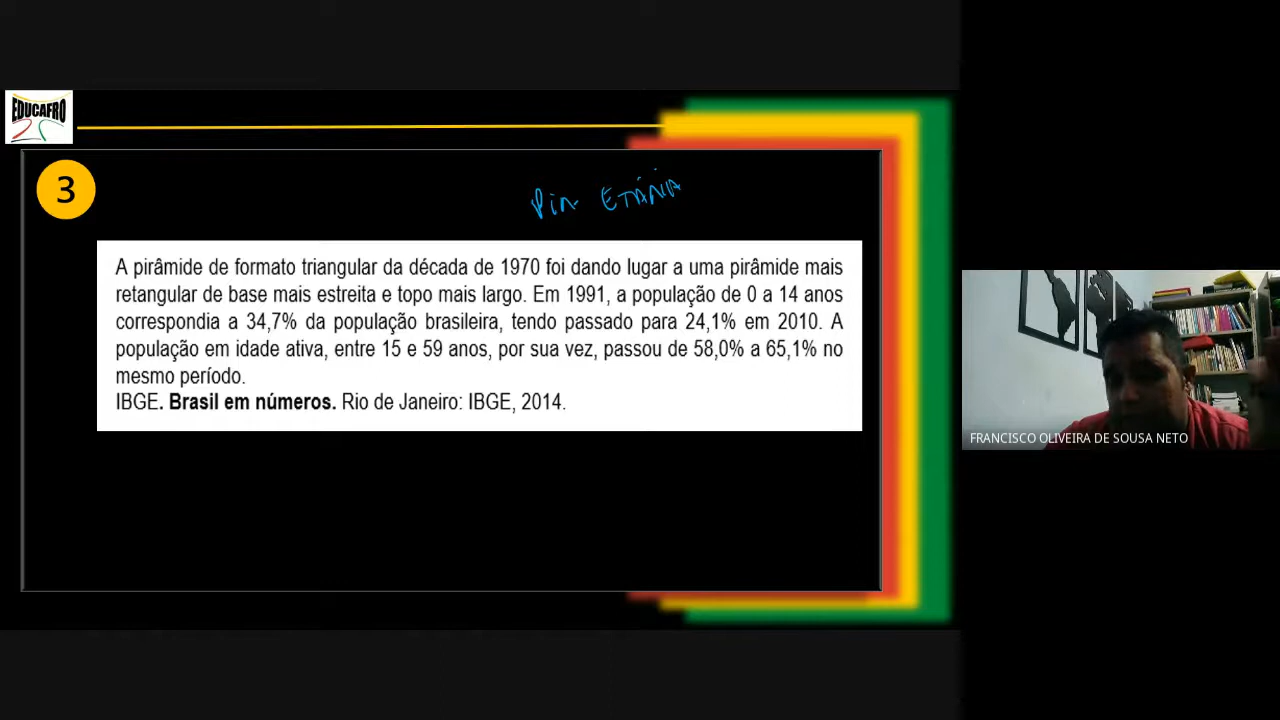 EDUCAFRO
3
Pir ETÁRIA
A pirâmide de formato triangular da década de 1970 foi dando lugar a uma pirâmide mais
retangular de base mais estreita e topo mais largo. Em 1991, a população de 0 a 14 anos
correspondia a 34,7% da população brasileira, tendo passado para 24,1% em 2010. A
população em idade ativa, entre 15 e 59 anos, por sua vez, passou de 58,0% a 65,1% no
mesmo período.
IBGE. Brasil em números. Rio de Janeiro: IBGE, 2014.
FRANCISCO OLIVEIRA DE SOUSA NETO